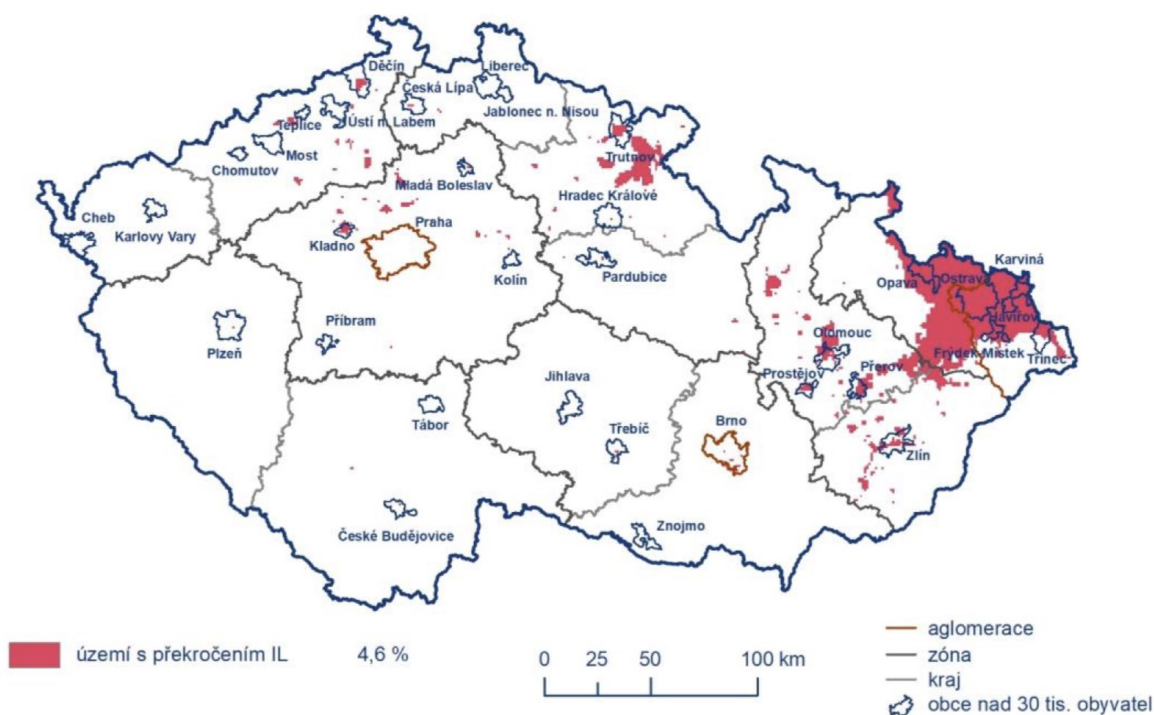 Děčín
Liberec
Česká Lípa
Jablonec n. Nisou
Teplice
Ústí n. Labem
Most
Chomutov
Trutnov
Mladá Boleslav
Hradec Králové
Cheb
Karlovy Vary
Praha
Kladno
Kolín
Pardubice
Karviná
Opava
Ostrava
Havířov
Plzeň
Příbram
Olomouc
Frýdek-Místek
Třinec
Prostějov
Přerov
Jihlava
Tábor
Třebíč
Brno
Zlín
České Budějovice
Znojmo
území s překročením IL 4,6 %
0 25 50 100 km
aglomerace
zóna
kraj
obce nad 30 tis. obyvatel